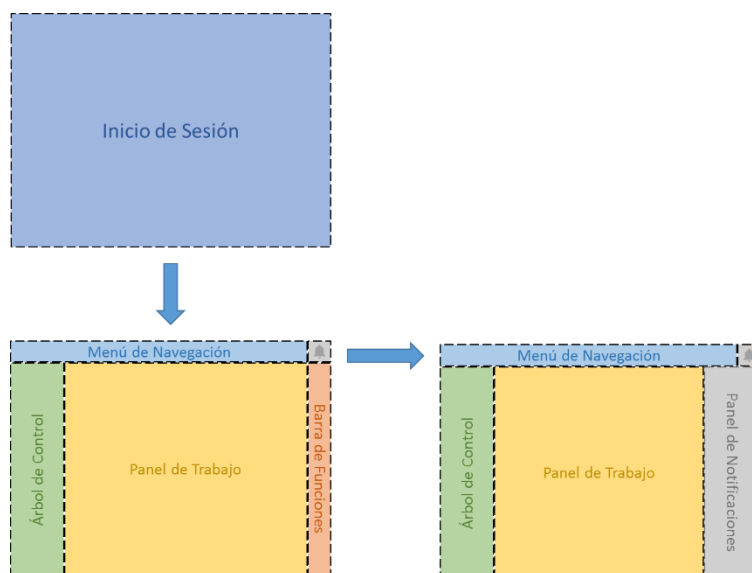 Inicio de Sesión
Menú de Navegación
Árbol de Control
Panel de Trabajo
Barra de Funciones
Menú de Navegación
Árbol de Control
Panel de Trabajo
Panel de Notificaciones